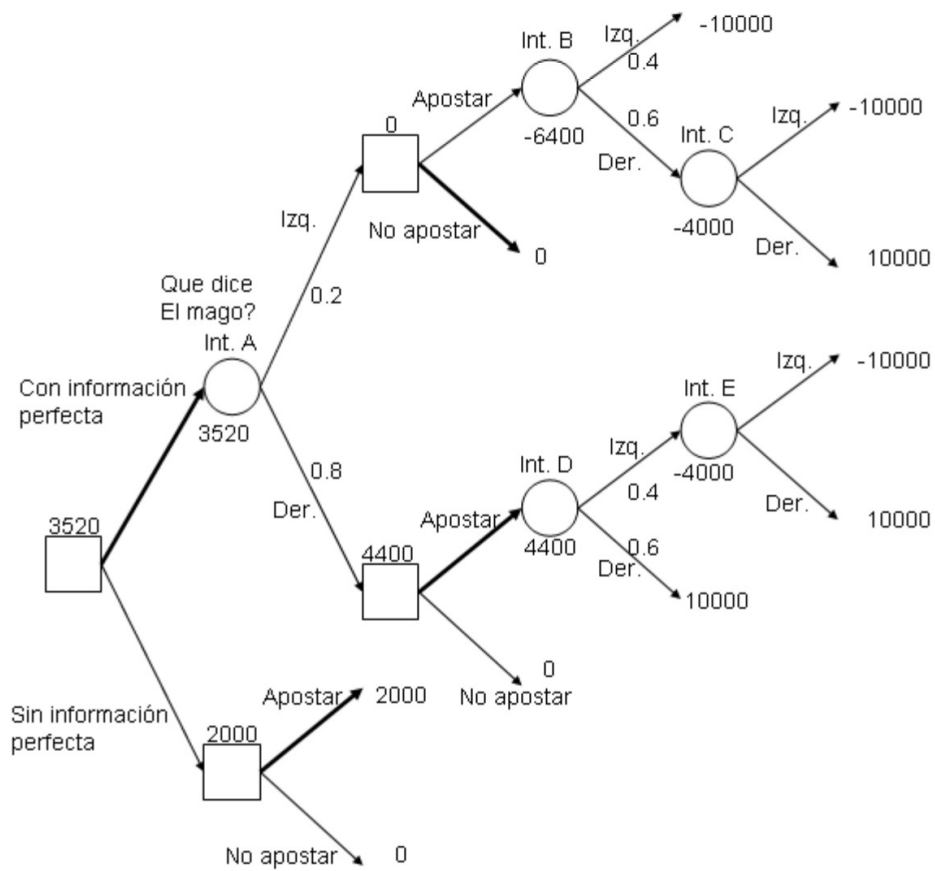 Int. B
Izq.
0.4
-10000
Apostar
0
0.6
Der.
-6400
Int. C
Izq.
-10000
-4000
Der.
10000
No apostar
0
Izq.
0.2
Que dice
El mago?
Int. A
3520
Con información
perfecta
0.8
Der.
3520
4400
Apostar
Int. D
4400
Izq.
0.4
Int. E
-4000
Izq.
-10000
Der.
10000
0.6
Der.
10000
0
No apostar
Sin información
perfecta
2000
Apostar
2000
No apostar
0